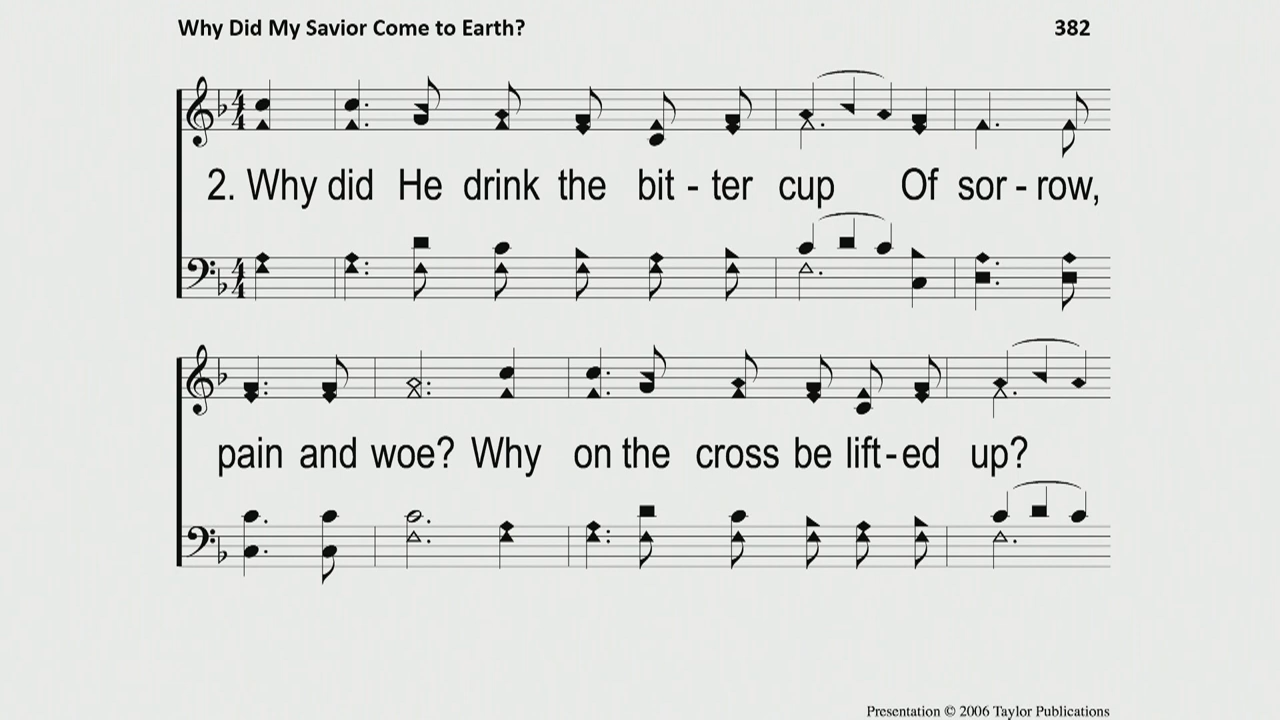 Why Did My Savior Come to Earth? 382
2. Why did He drink the bit - ter cup Of sor - row,
pain and woe? Why on the cross be lift - ed up?
Presentation © 2006 Taylor Publications